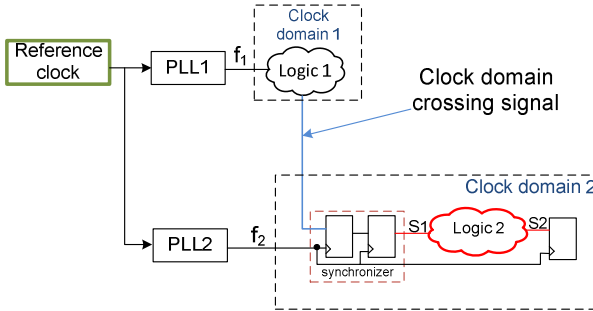 Clock
domain 1
Reference
clock
PLL1
f1
Logic 1
Clock domain
crossing signal
Clock domain 2
PLL2
f2
S1
Logic 2
S2
synchronizer